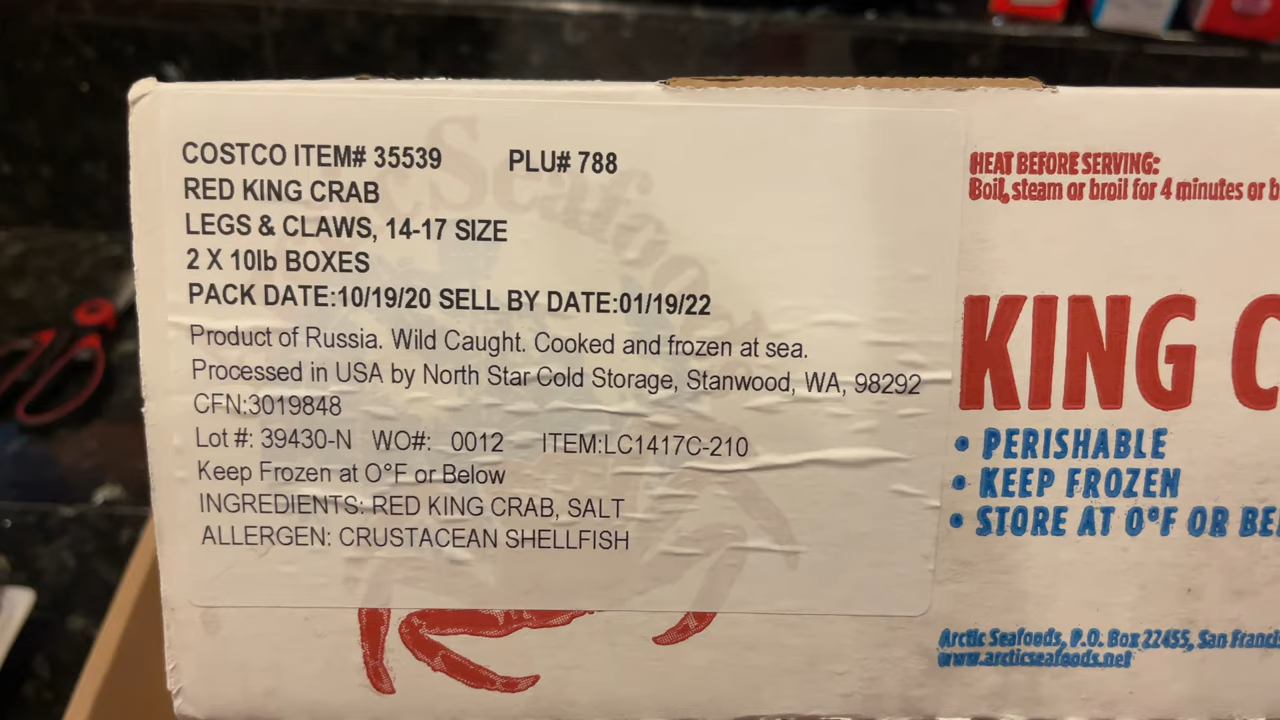 COSTCO ITEM# 35539 PLU# 788
RED KING CRAB
LEGS & CLAWS, 14-17 SIZE
2 X 10lb BOXES
PACK DATE:10/19/20 SELL BY DATE:01/19/22
Product of Russia. Wild Caught. Cooked and frozen at sea.
Processed in USA by North Star Cold Storage, Stanwood, WA, 98292
CFN:3019848
Lot #: 39430-N WO#: 0012 ITEM:LC1417C-210
Keep Frozen at O°F or Below
INGREDIENTS: RED KING CRAB, SALT
ALLERGEN: CRUSTACEAN SHELLFISH
Seafoods
HEAT BEFORE SERVING:
Boil, steam or broil for 4 minutes or b
KING C
• PERISHABLE
• KEEP FROZEN
• STORE AT 0°F OR BE
Arctic Seafoods, P.O. Box 22455, San Franci
www.arcticseafoods.net